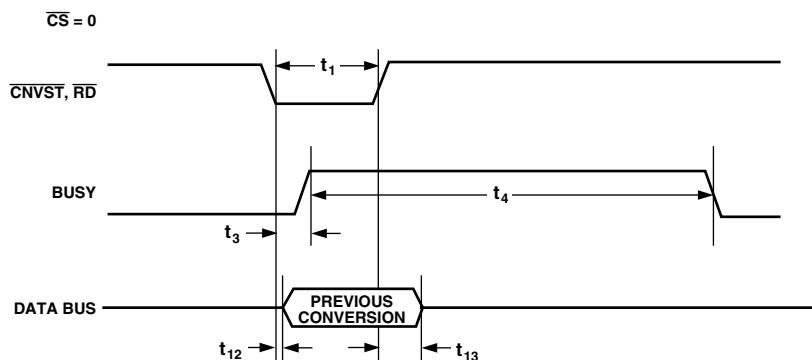 CS = 0
CNVST, RD
t1
BUSY
t4
t3
DATA BUS
PREVIOUS
CONVERSION
t12
t13